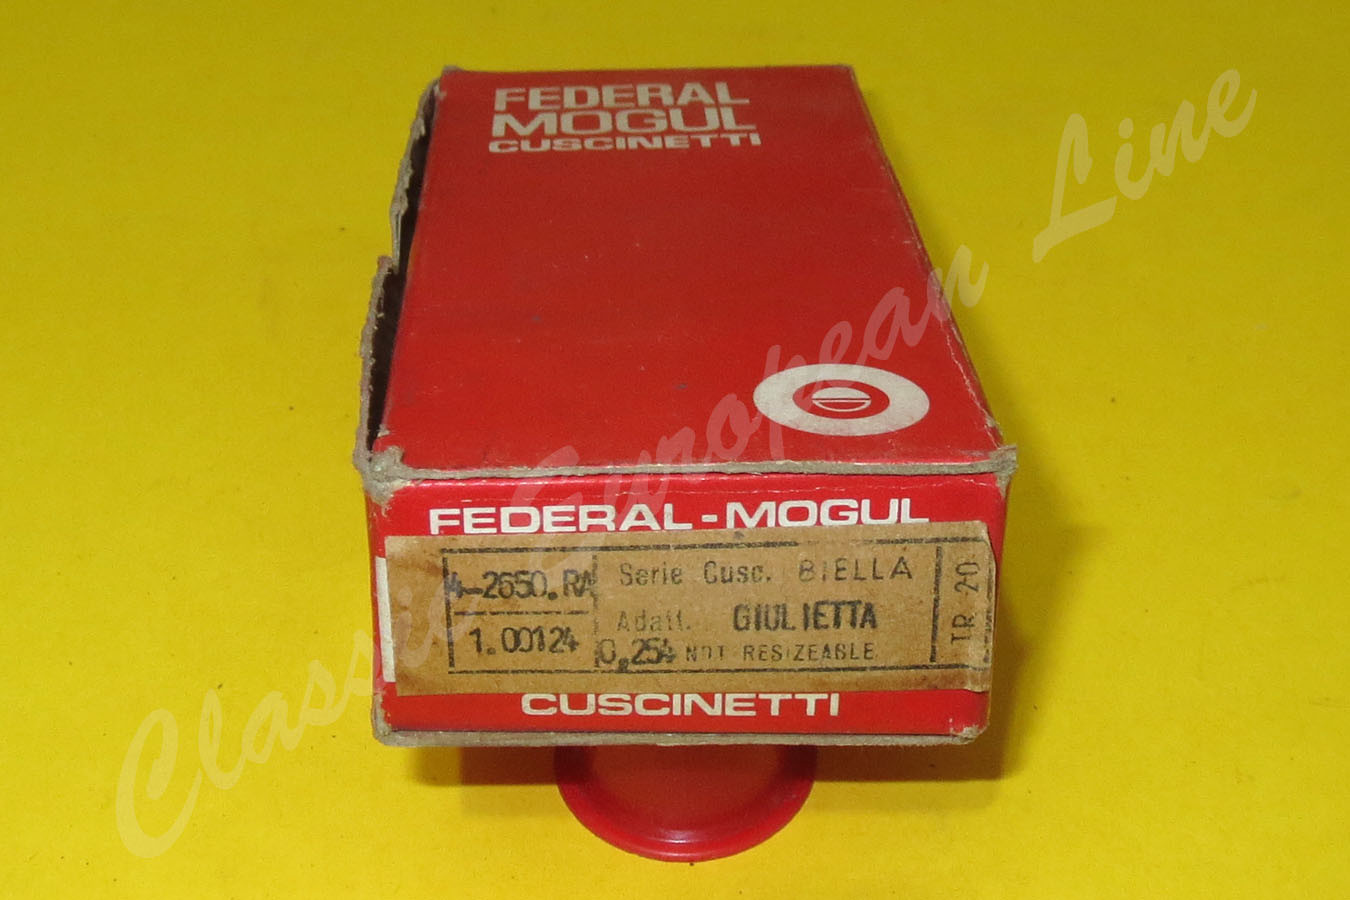 FEDERAL
MOGUL
CUSCINETTI
FEDERAL-MOGUL
4-2650.RA
1.00124
Serie Cusc. BIELLA
Adatt. GIULIETTA
0,254 NOT RESIZEABLE
TR 20
CUSCINETTI
Classic European Line